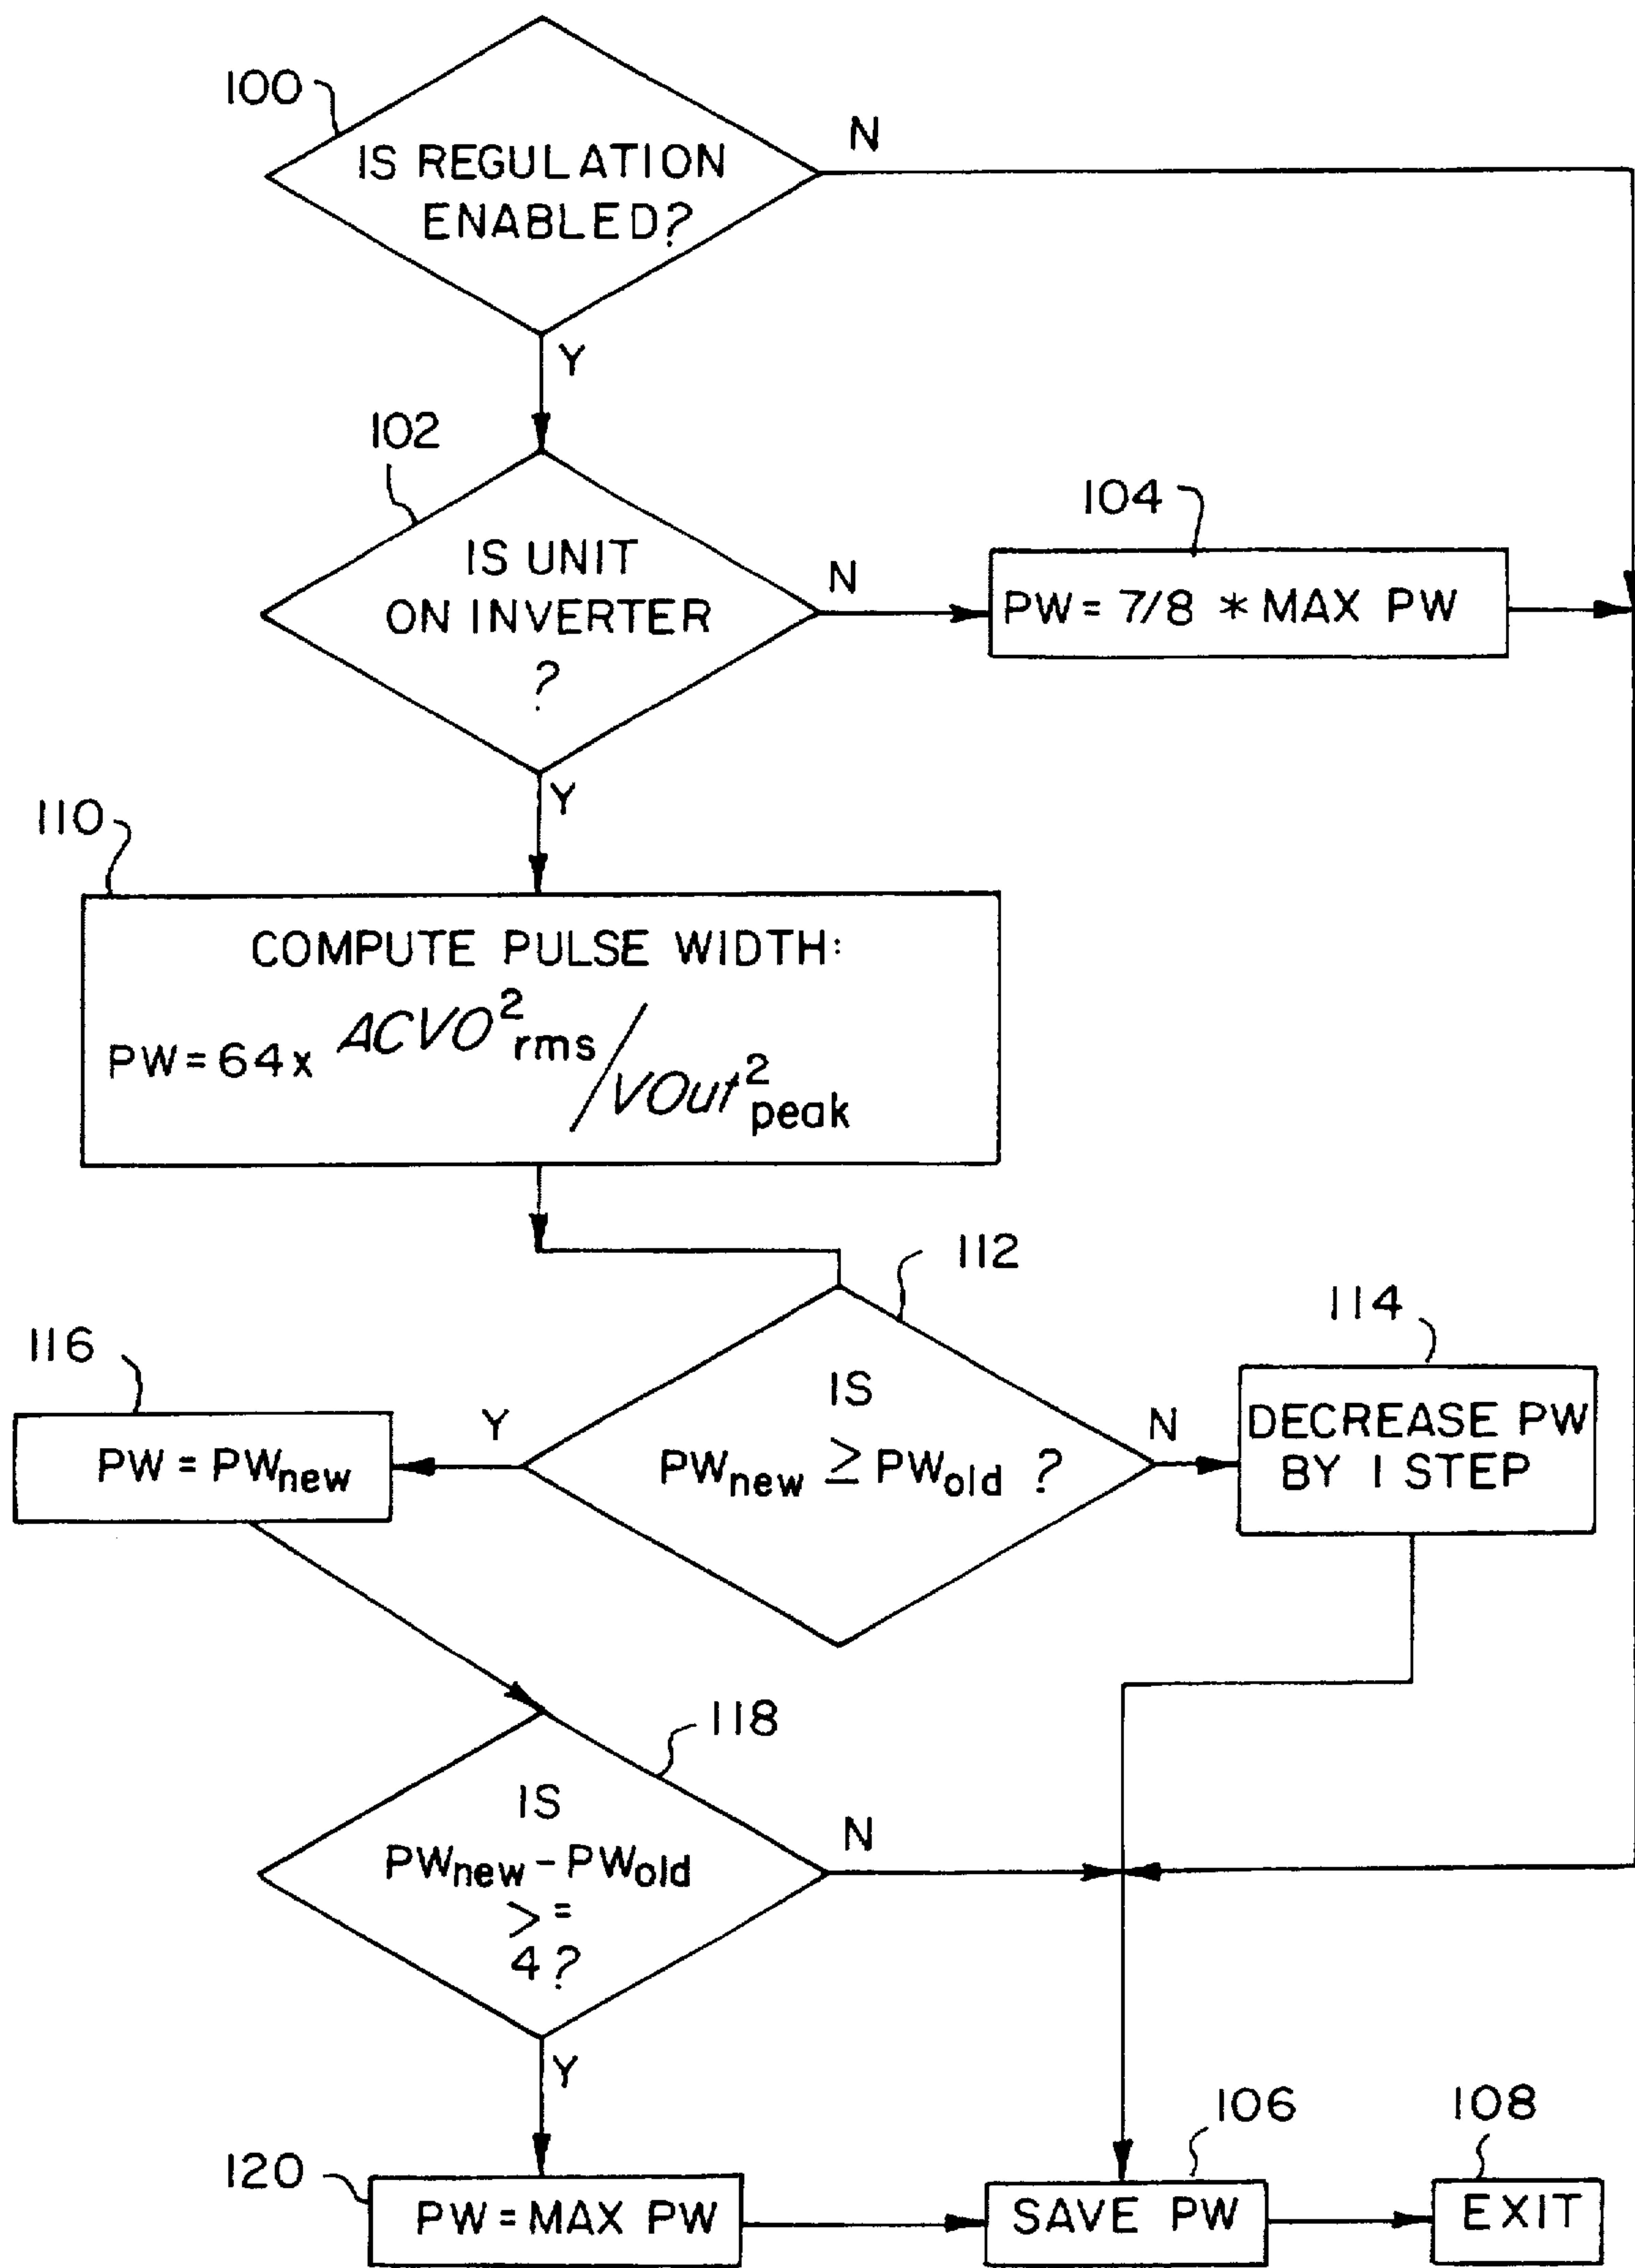 100
IS REGULATION
ENABLED?
N
Y
102
IS UNIT
ON INVERTER
?
N
104
PW = 7/8 * MAX PW
Y
110
COMPUTE PULSE WIDTH:
PW = 64 x ACVO²rms / VOut²peak
112
IS
PWnew ≥ PWold ?
N
114
DECREASE PW
BY 1 STEP
Y
116
PW = PWnew
118
IS
PWnew - PWold
> =
4?
N
Y
120
PW = MAX PW
106
SAVE PW
108
EXIT